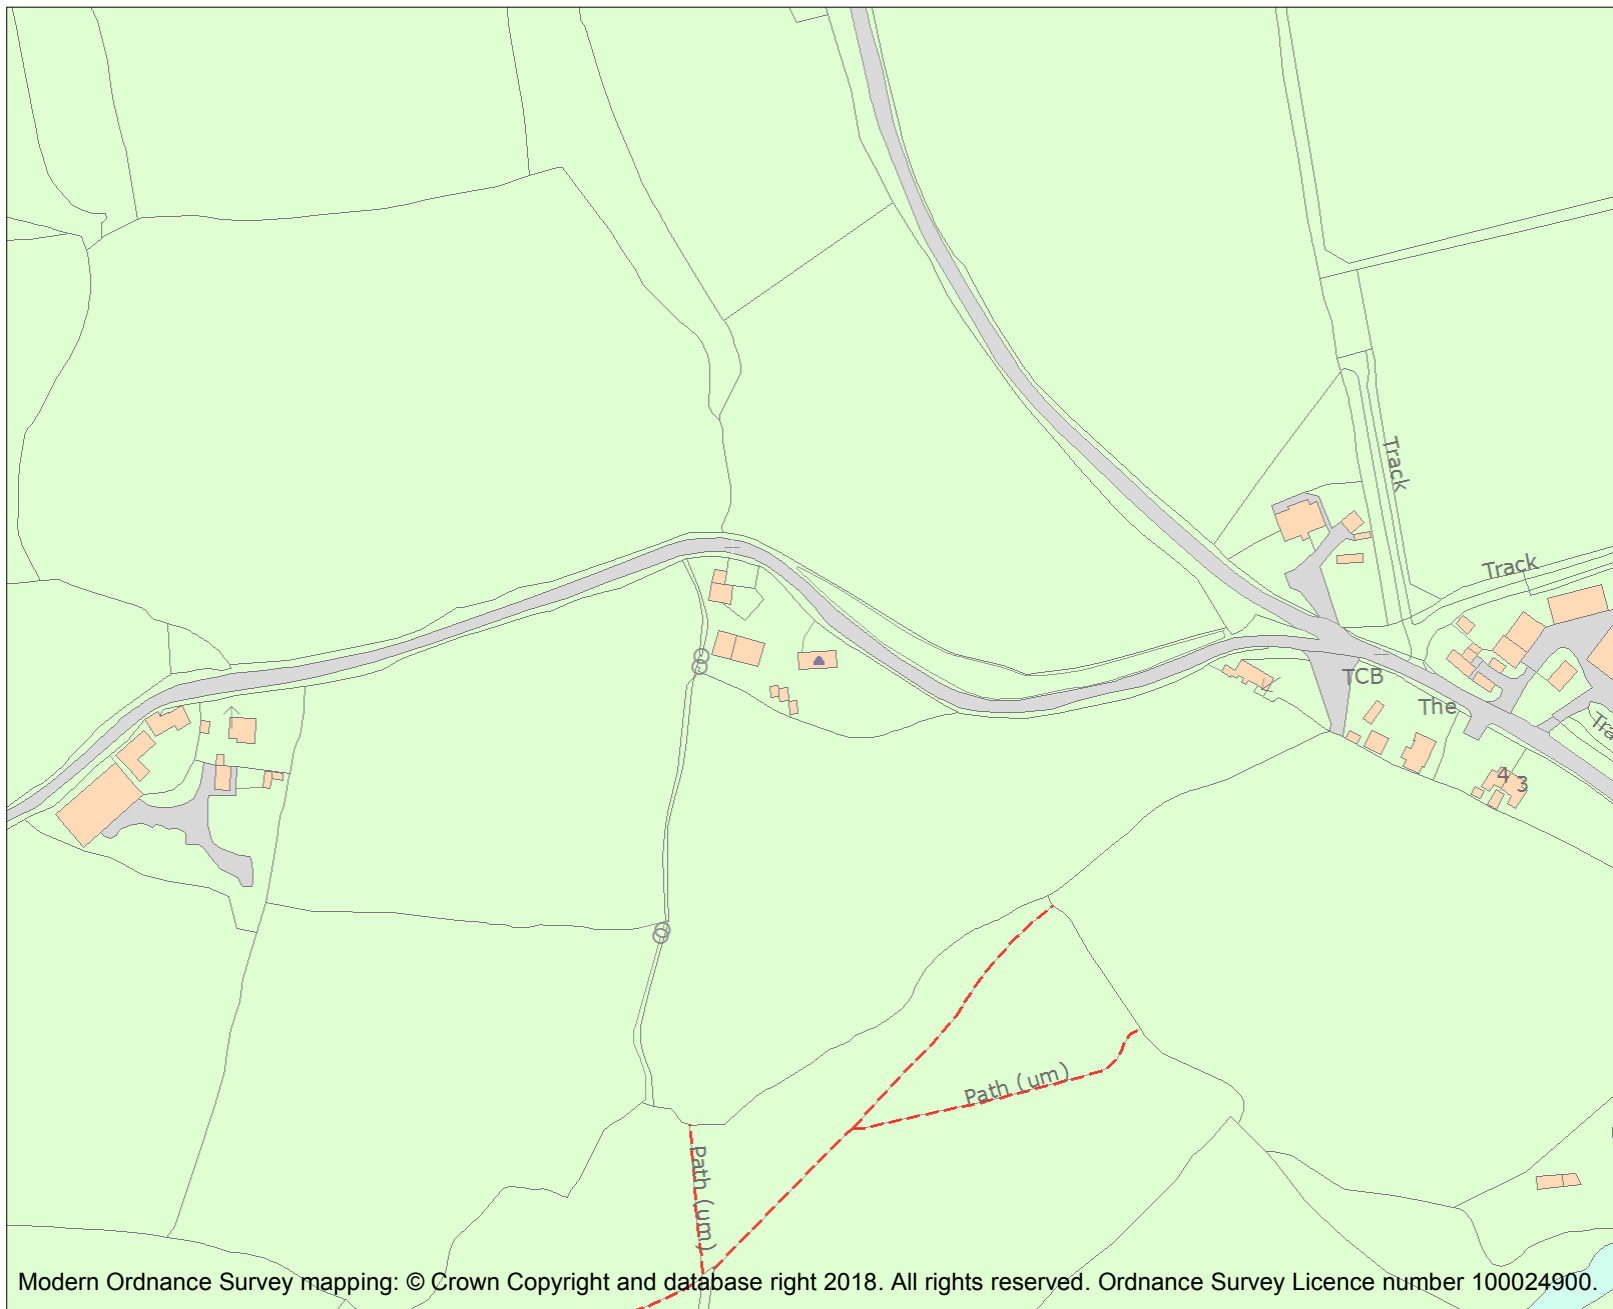 Track
Track
TCB
The
4
3
Path (um)
Path (um)
Modern Ordnance Survey mapping: © Crown Copyright and database right 2018. All rights reserved. Ordnance Survey Licence number 100024900.